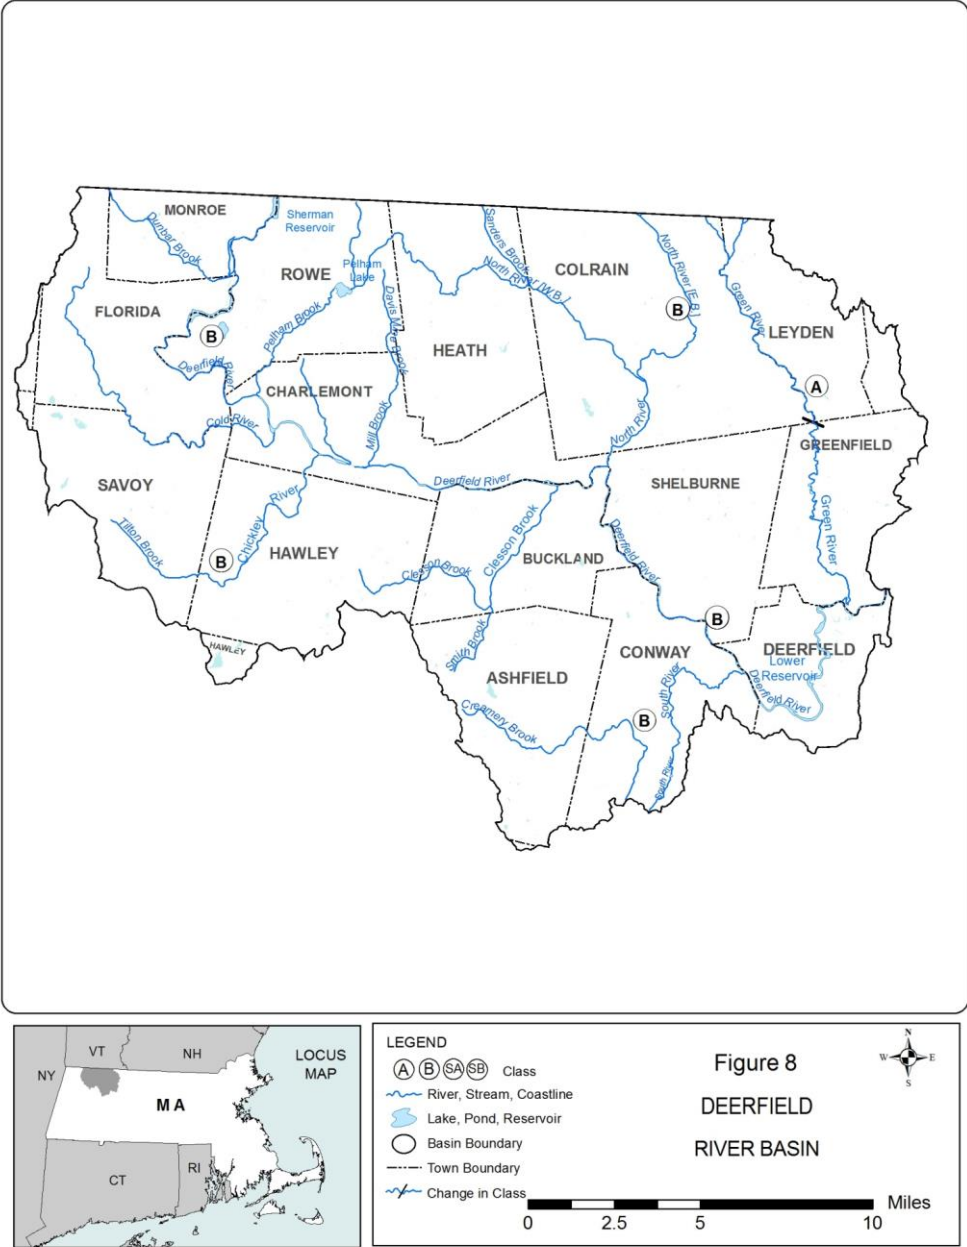 MONROE
Dunbar Brook
Sherman
Reservoir
ROWE
Pelham
Lake
Sanders Brook
North River [W.B.]
COLRAIN
North River [E.B.]
B
FLORIDA
B
Pelham Brook
Davis Mine Brook
HEATH
Green River
LEYDEN
Deerfield River
CHARLEMONT
A
Cold River
Mill Brook
North River
GREENFIELD
SAVOY
Deerfield River
SHELBURNE
Tilton Brook
Chickley River
B
HAWLEY
Clesson Brook
Clesson Brook
BUCKLAND
Deerfield River
Green River
B
HAWLEY
Smith Brook
ASHFIELD
CONWAY
DEERFIELD
Lower
Reservoir
Deerfield River
South River
Creamery Brook
B
South River
NY
VT
NH
LOCUS
MAP
MA
CT
RI
LEGEND
A B SA SB Class
River, Stream, Coastline
Lake, Pond, Reservoir
Basin Boundary
Town Boundary
Change in Class
Figure 8
DEERFIELD
RIVER BASIN
N
W E
S
Miles
0 2.5 5 10